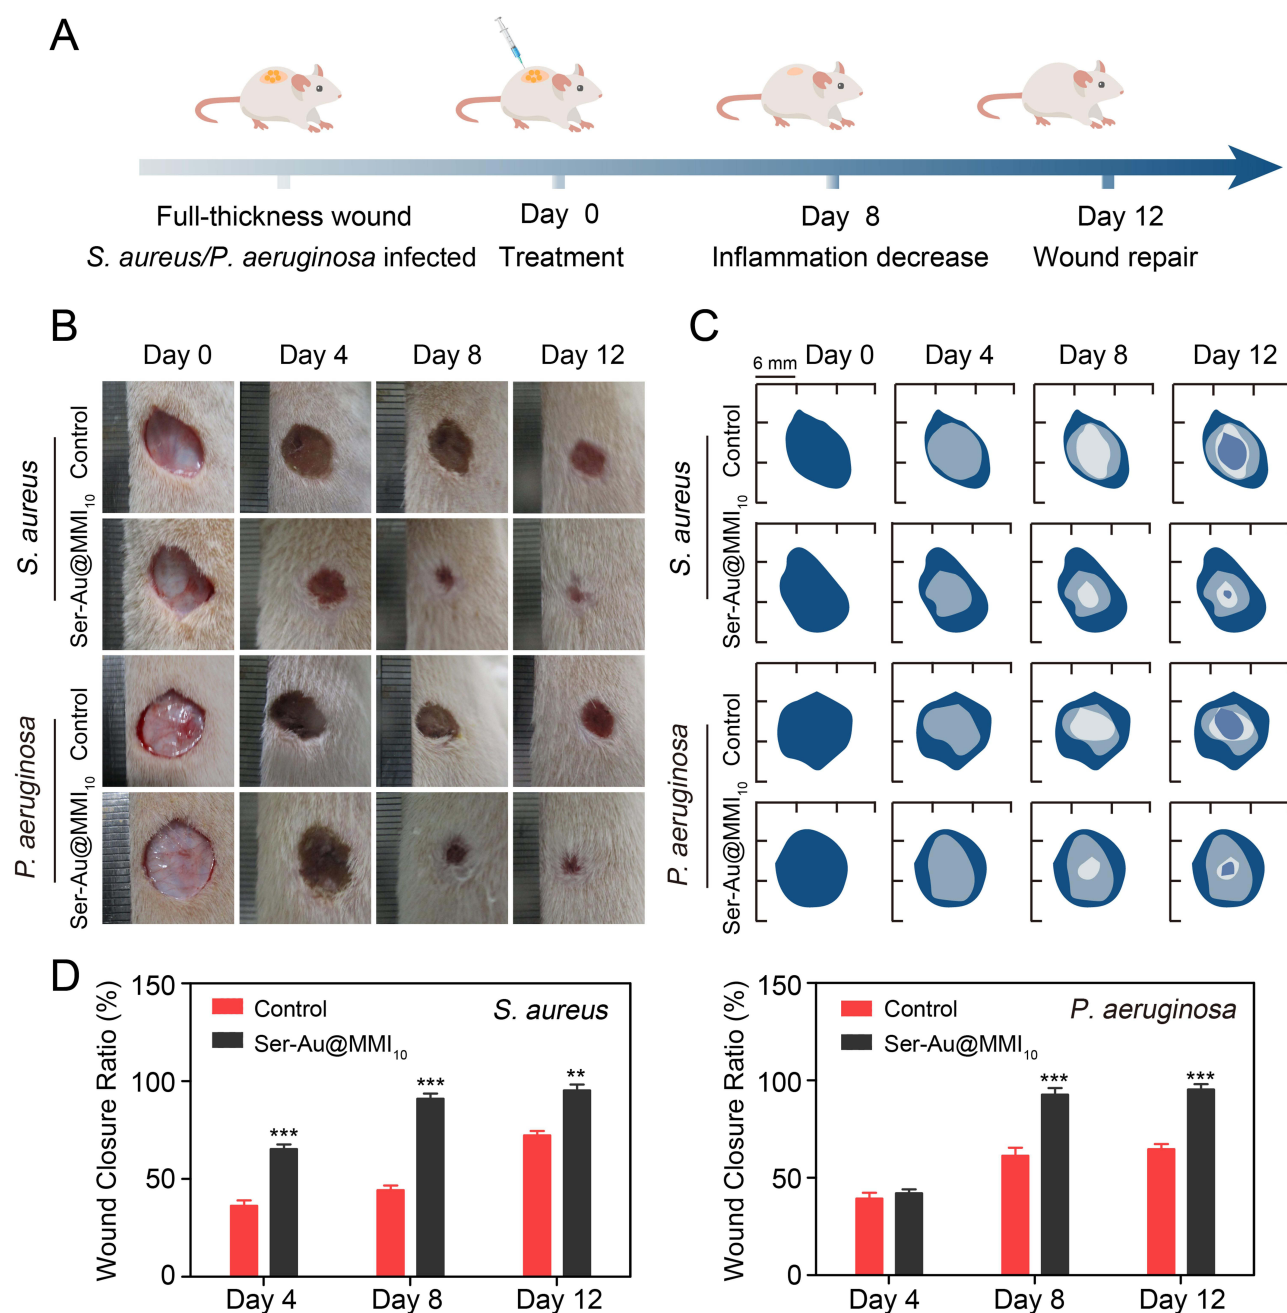 A
Full-thickness wound
S. aureus/P. aeruginosa infected
Day 0
Treatment
Day 8
Inflammation decrease
Day 12
Wound repair
B
Day 0 Day 4 Day 8 Day 12
S. aureus
Control
Ser-Au@MMI₁₀
P. aeruginosa
Control
Ser-Au@MMI₁₀
C
6 mm
Day 0 Day 4 Day 8 Day 12
S. aureus
Control
Ser-Au@MMI₁₀
P. aeruginosa
Control
Ser-Au@MMI₁₀
D
Wound Closure Ratio (%)
150
100
50
0
Control
Ser-Au@MMI₁₀
S. aureus
***
***
**
Day 4 Day 8 Day 12
Wound Closure Ratio (%)
150
100
50
0
Control
Ser-Au@MMI₁₀
P. aeruginosa
***
***
Day 4 Day 8 Day 12